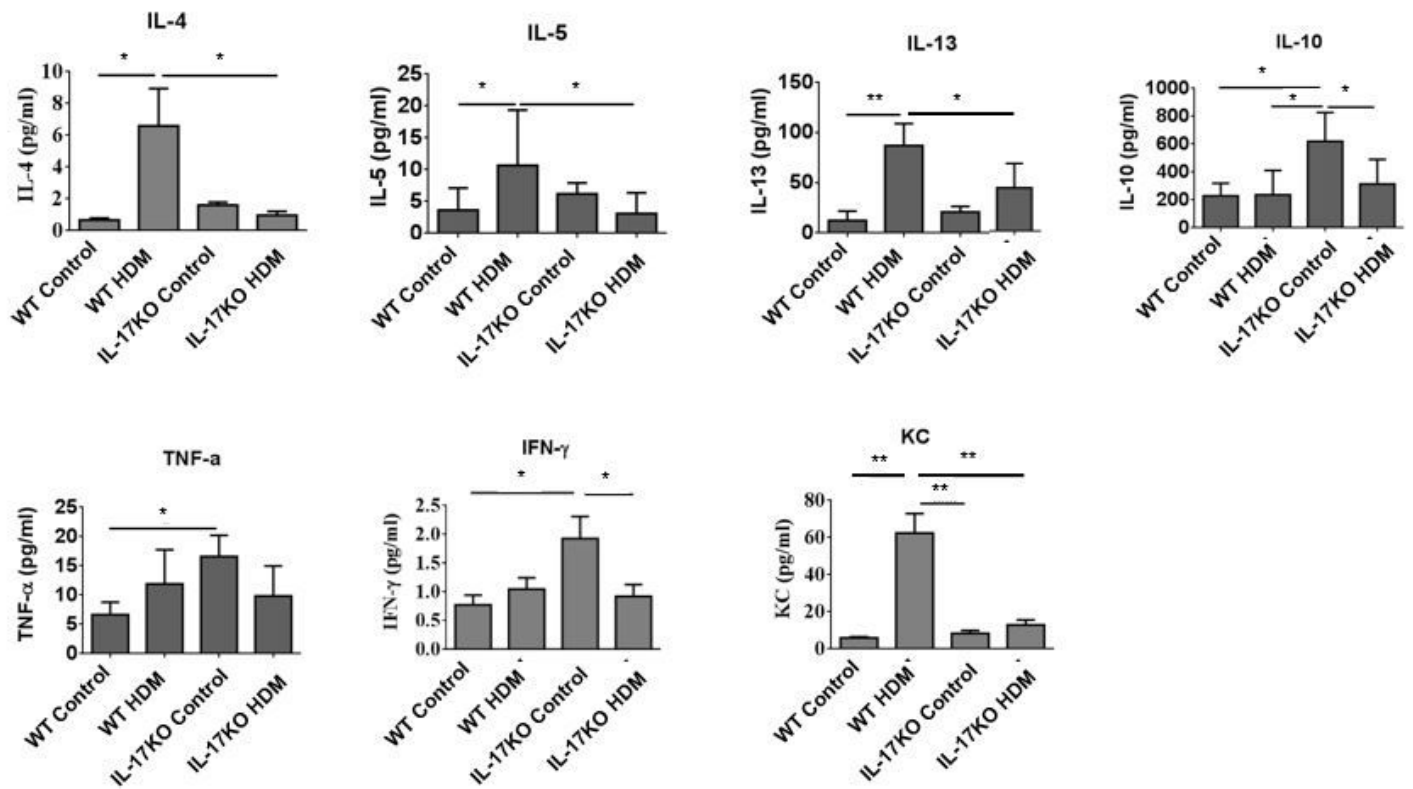 IL-4
*
*
IL-4 (pg/ml)
10
8
6
4
2
0
WT Control
WT HDM
IL-17KO Control
IL-17KO HDM
IL-5
*
*
IL-5 (pg/ml)
25
20
15
10
5
0
WT Control
WT HDM
IL-17KO Control
IL-17KO HDM
IL-13
**
*
IL-13 (pg/ml)
150
100
50
0
WT Control
WT HDM
IL-17KO Control
IL-17KO HDM
IL-10
*
*
*
IL-10 (pg/ml)
1000
800
600
400
200
0
WT Control
WT HDM
IL-17KO Control
IL-17KO HDM
TNF-a
*
TNF-α (pg/ml)
25
20
15
10
5
0
WT Control
WT HDM
IL-17KO Control
IL-17KO HDM
IFN-γ
*
*
IFN-γ (pg/ml)
2.5
2.0
1.5
1.0
0.5
0.0
WT Control
WT HDM
IL-17KO Control
IL-17KO HDM
KC
**
**
**
KC (pg/ml)
80
60
40
20
0
WT Control
WT HDM
IL-17KO Control
IL-17KO HDM